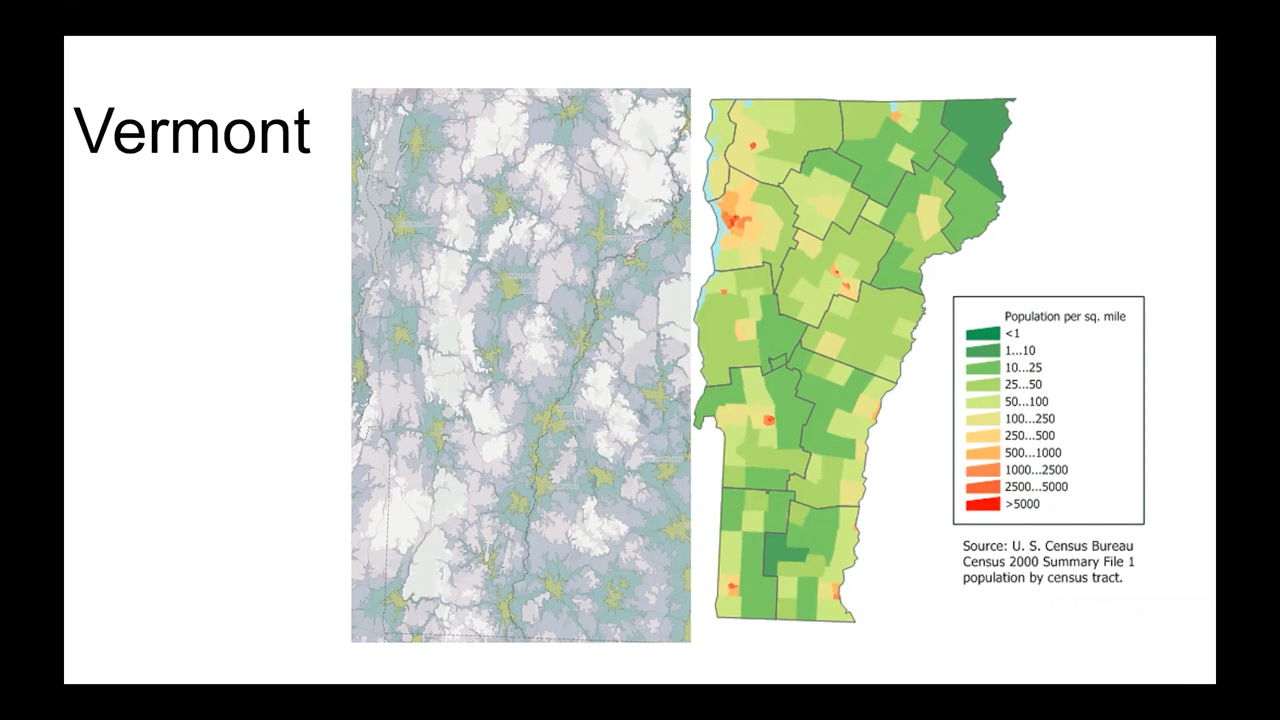 Vermont
Population per sq. mile
<1
1...10
10...25
25...50
50...100
100...250
250...500
500...1000
1000...2500
2500...5000
>5000
Source: U. S. Census Bureau
Census 2000 Summary File 1
population by census tract.